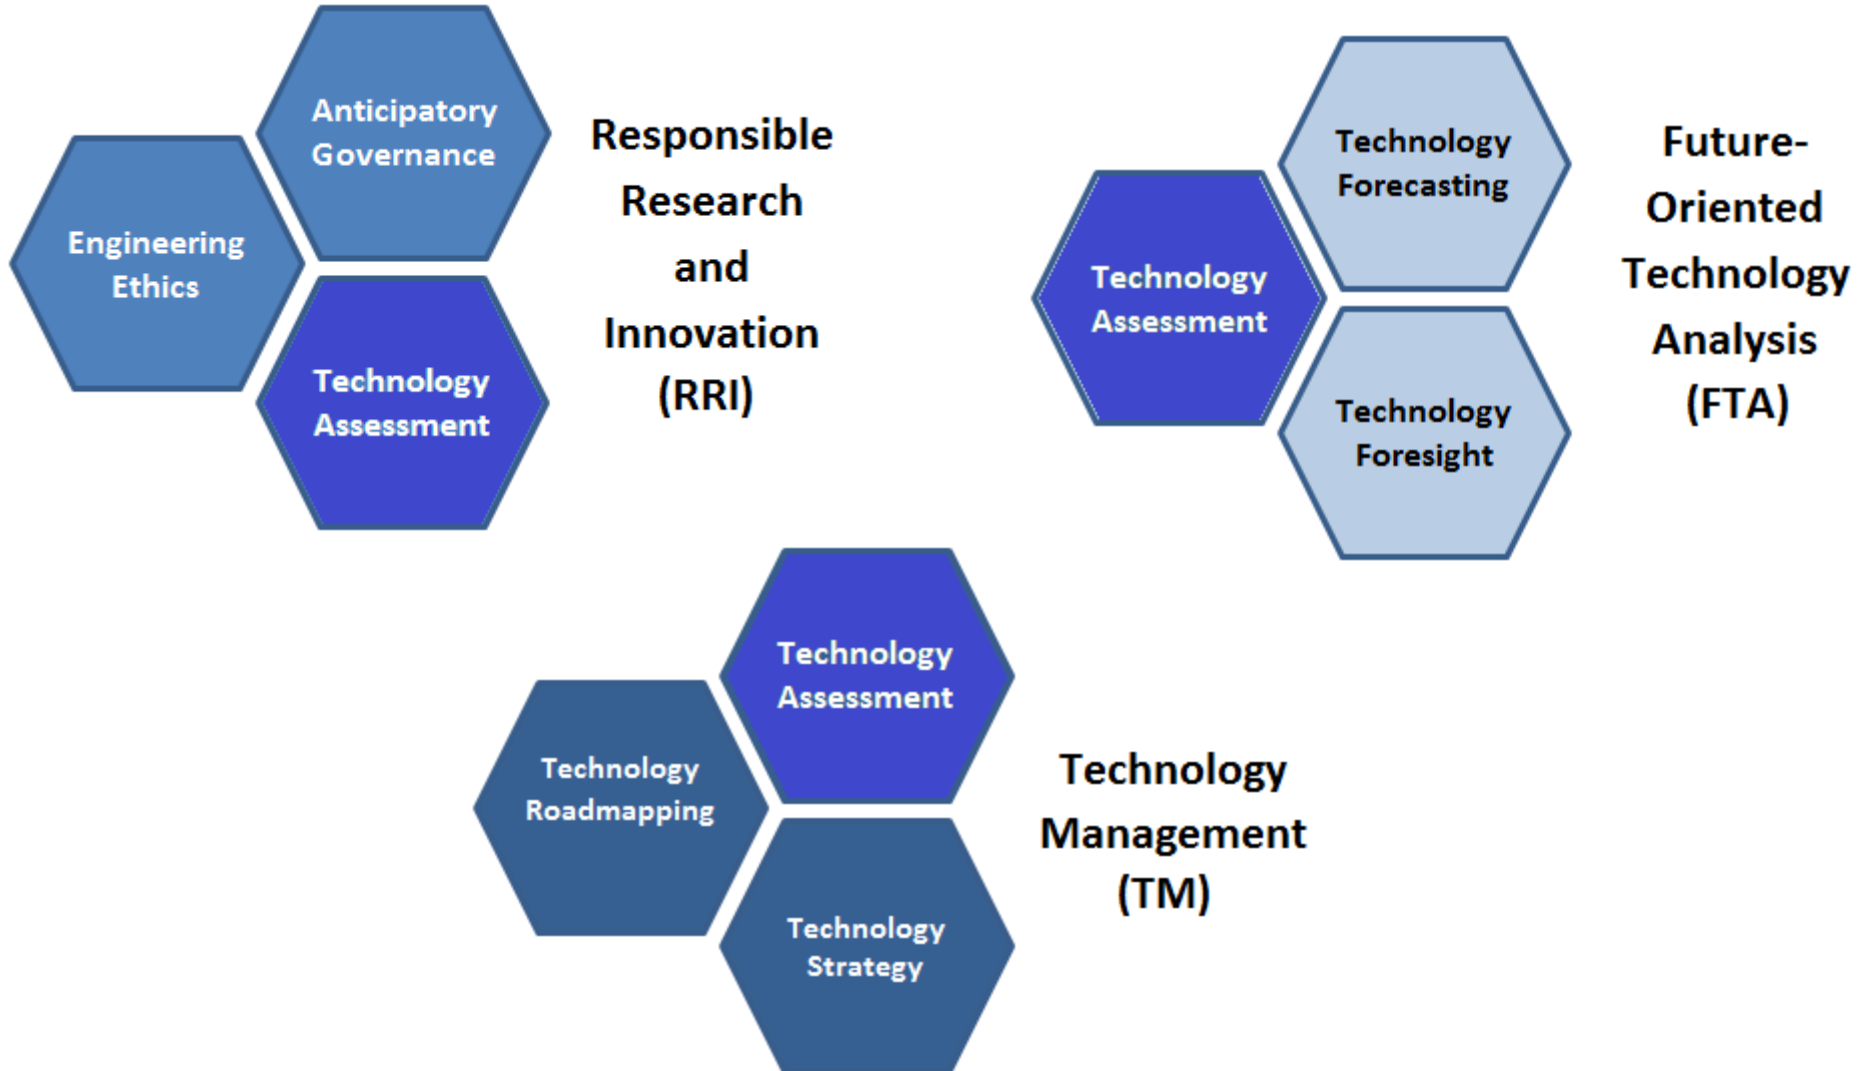 Anticipatory
Governance
Engineering
Ethics
Technology
Assessment
Responsible
Research
and
Innovation
(RRI)
Technology
Forecasting
Technology
Assessment
Technology
Foresight
Future-
Oriented
Technology
Analysis
(FTA)
Technology
Assessment
Technology
Roadmapping
Technology
Strategy
Technology
Management
(TM)